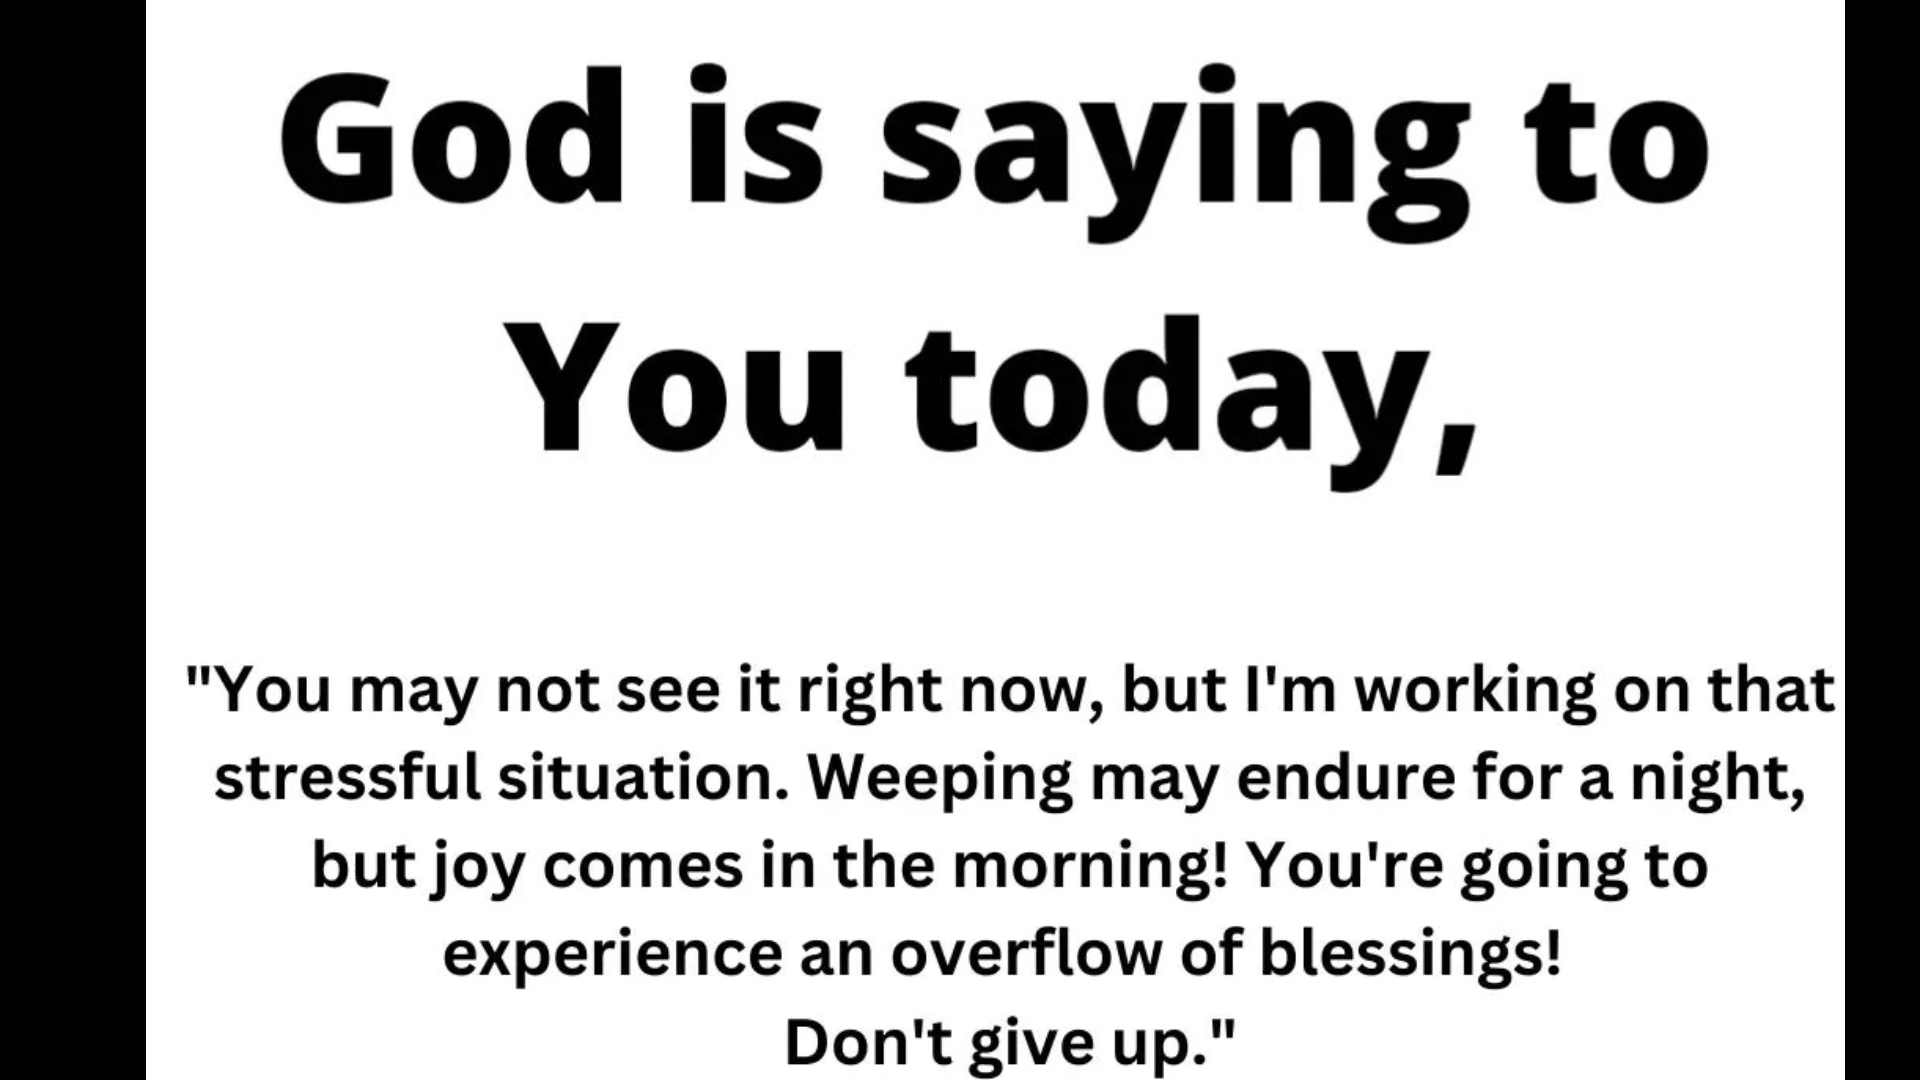 God is saying to
You today,
"You may not see it right now, but I'm working on that
stressful situation. Weeping may endure for a night,
but joy comes in the morning! You're going to
experience an overflow of blessings!
Don't give up."